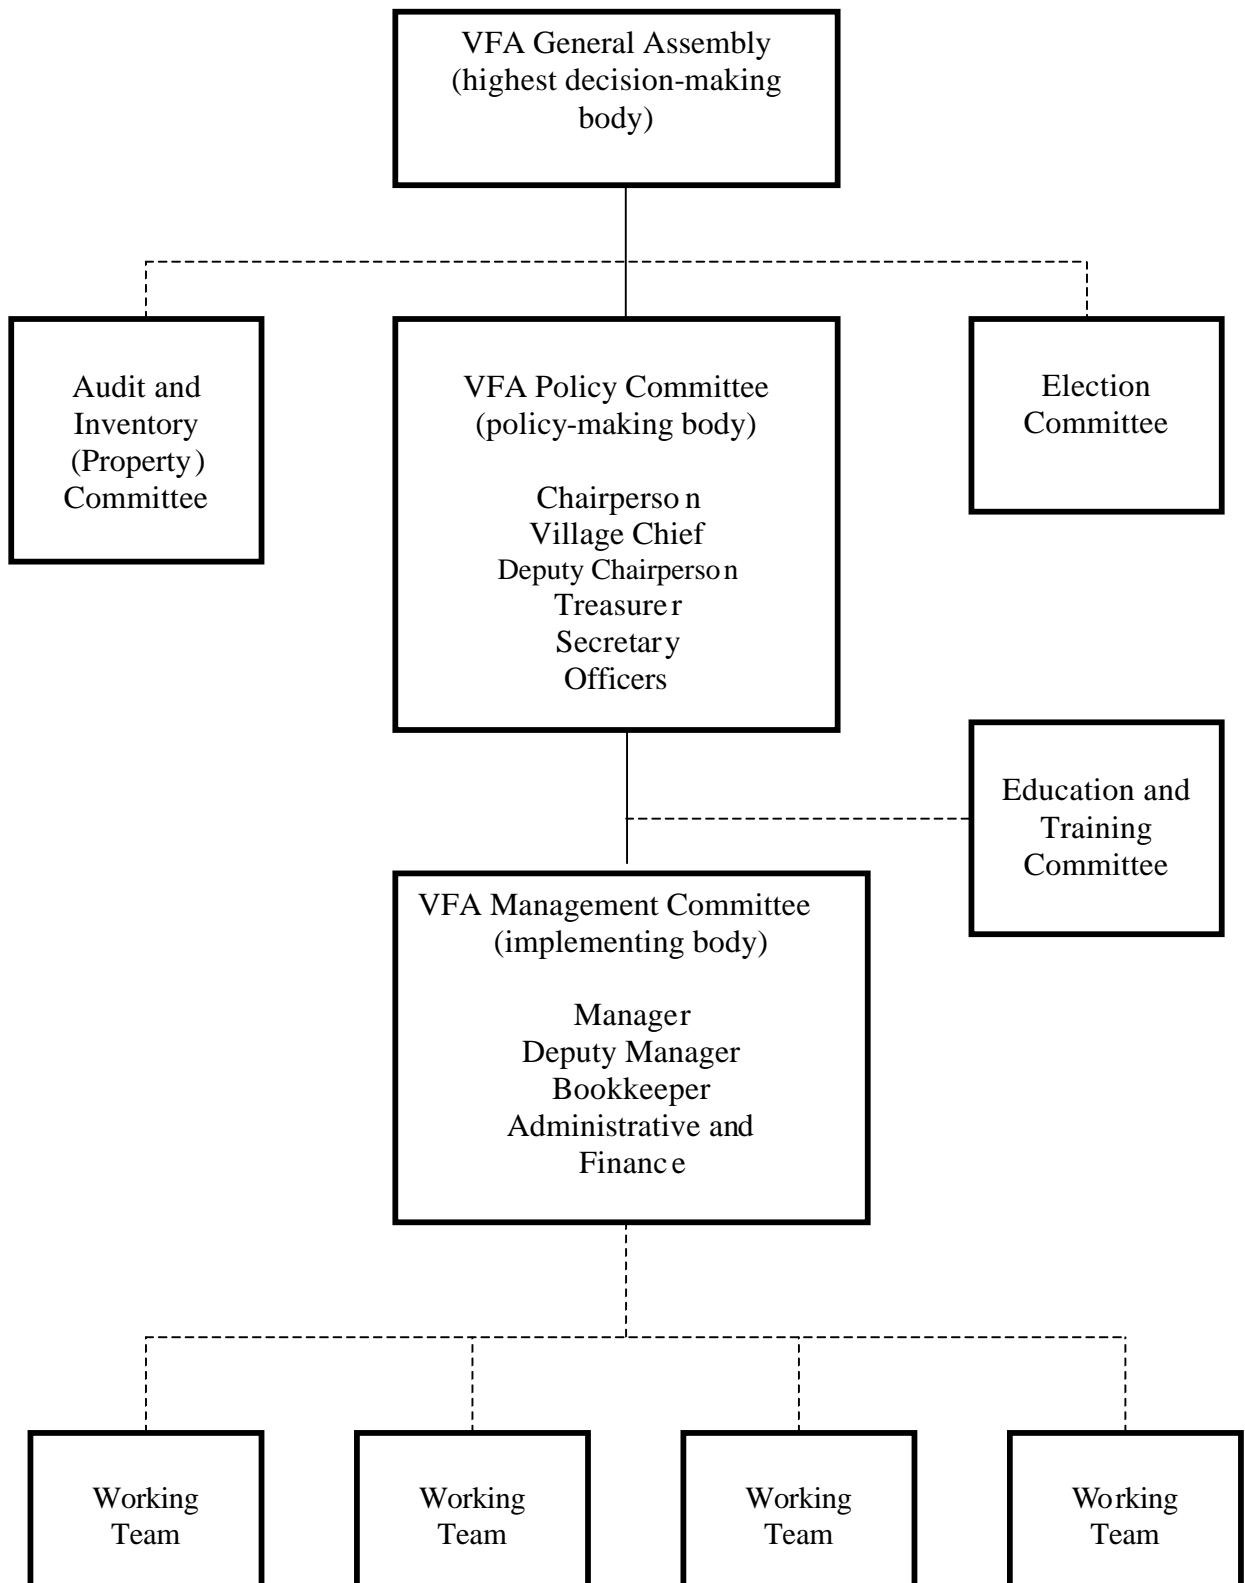 VFA General Assembly
(highest decision-making
body)
Audit and
Inventory
(Property)
Committee
VFA Policy Committee
(policy-making body)
Chairperson
Village Chief
Deputy Chairperson
Treasurer
Secretary
Officers
Election
Committee
Education and
Training
Committee
VFA Management Committee
(implementing body)
Manager
Deputy Manager
Bookkeeper
Administrative and
Finance
Working
Team
Working
Team
Working
Team
Working
Team